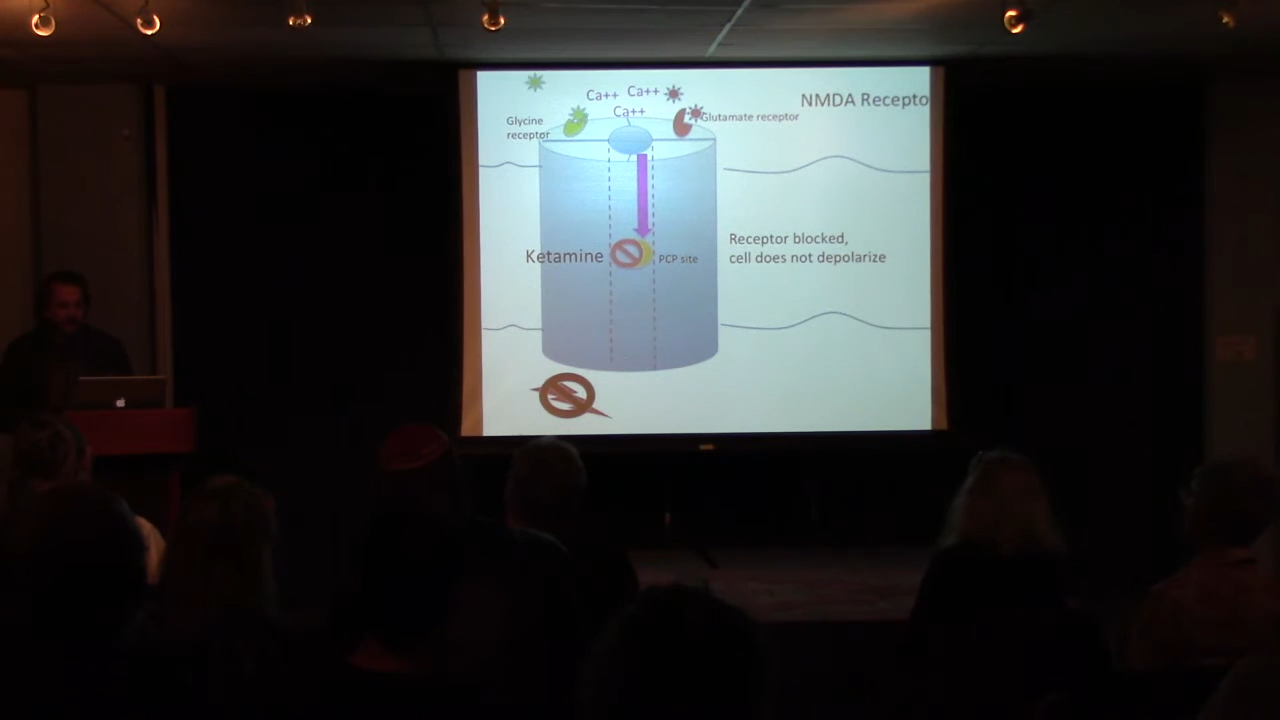 Ca++ Ca++
NMDA Recepto
Ca++
Glycine
receptor
Glutamate receptor
Receptor blocked,
cell does not depolarize
Ketamine
PCP site